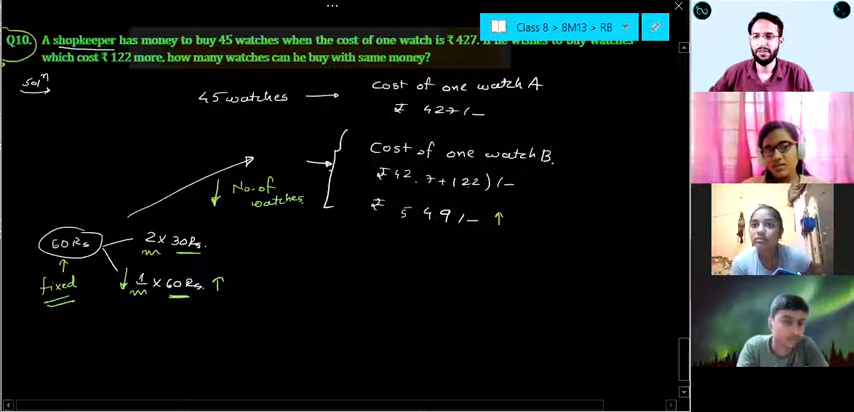 Class 8 > 8M13 > RB
Q10. A shopkeeper has money to buy 45 watches when the cost of one watch is ₹ 427. If he wishes to buy watches
which cost ₹ 122 more, how many watches can he buy with same money?
Solⁿ
45 watches → Cost of one watch A
₹ 427/-
Cost of one watch B.
₹ 42.7+122)/-
↓ No. of watches.
₹ 549/- ↑
60 Rs
2 x 30 Rs.
↑
fixed
↓ 1 x 60 Rs. ↑